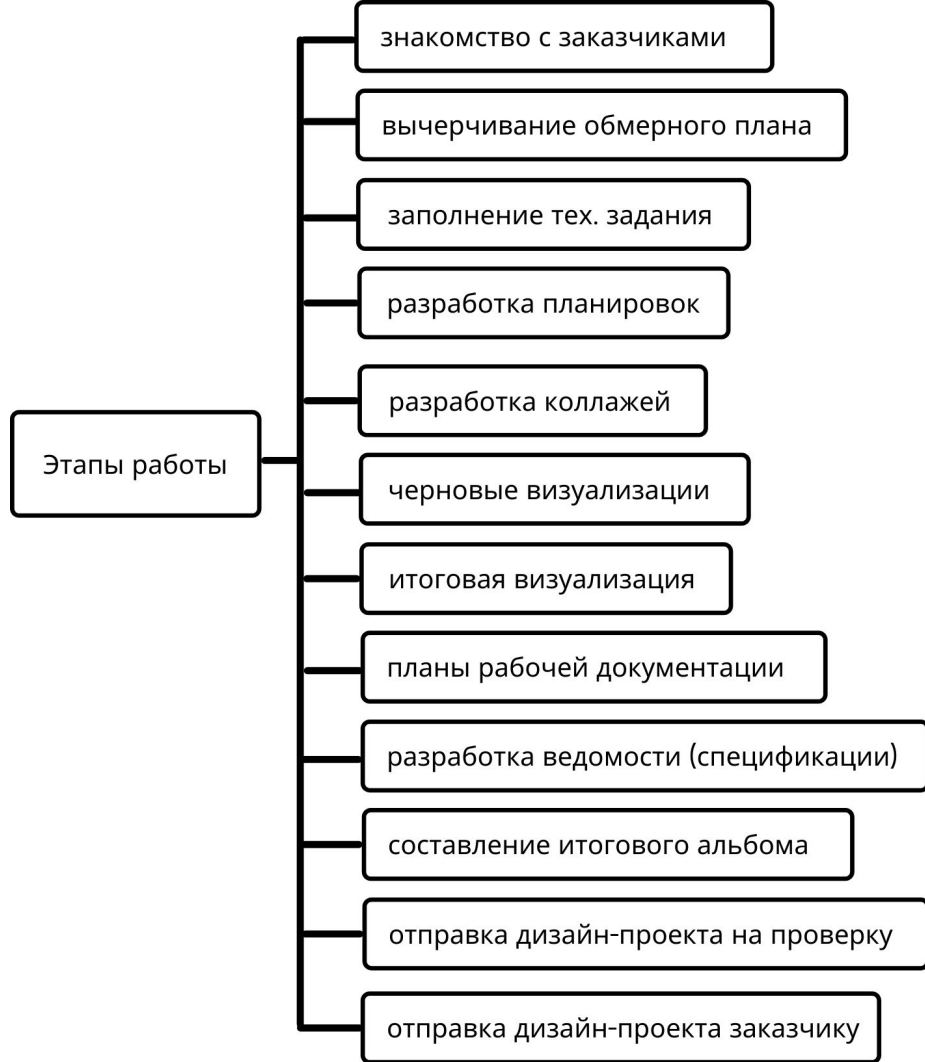 знакомство с заказчиками
вычерчивание обмерного плана
заполнение тех. задания
разработка планировок
разработка коллажей
Этапы работы
черновые визуализации
итоговая визуализация
планы рабочей документации
разработка ведомости (спецификации)
составление итогового альбома
отправка дизайн-проекта на проверку
отправка дизайн-проекта заказчику